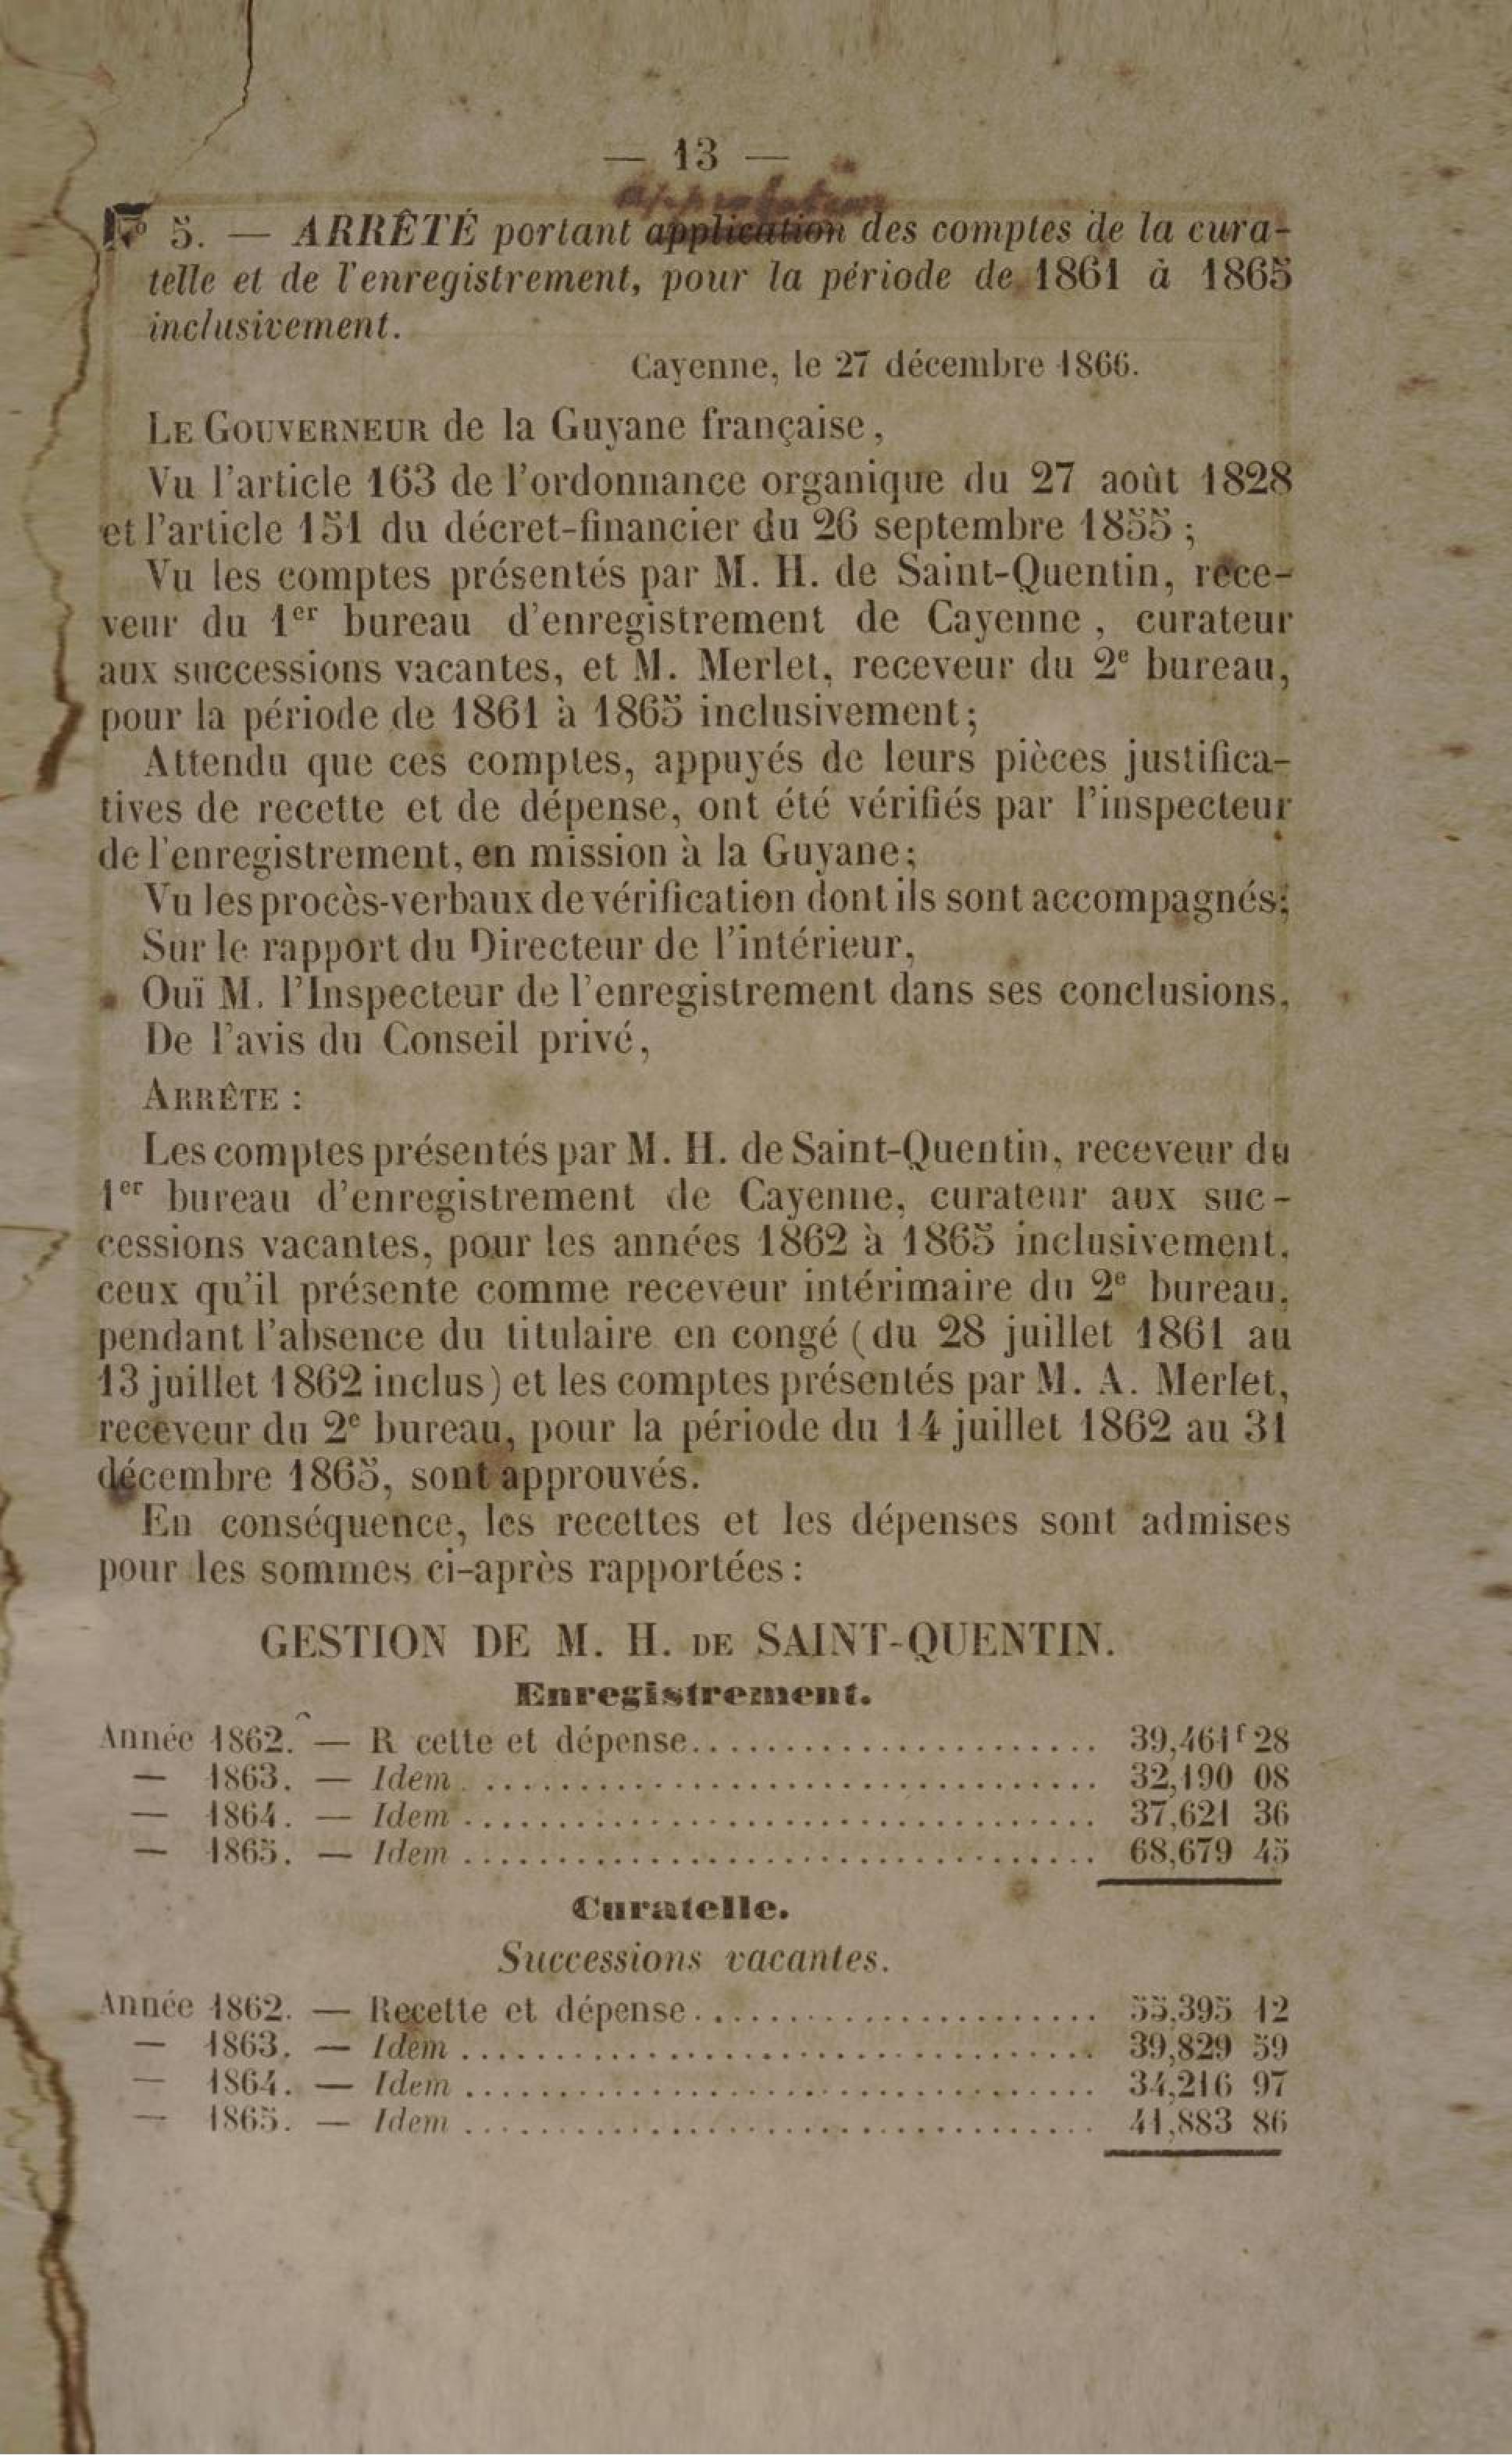 — 13 —
approbation
N° 5. — ARRÊTÉ portant application des comptes de la cura-
telle et de l'enregistrement, pour la période de 1861 à 1865
inclusivement.
Cayenne, le 27 décembre 1866.
LE GOUVERNEUR de la Guyane française,
Vu l'article 163 de l'ordonnance organique du 27 août 1828
et l'article 151 du décret-financier du 26 septembre 1855 ;
Vu les comptes présentés par M. H. de Saint-Quentin, rece-
veur du 1er bureau d'enregistrement de Cayenne, curateur
aux successions vacantes, et M. Merlet, receveur du 2e bureau,
pour la période de 1861 à 1865 inclusivement;
Attendu que ces comptes, appuyés de leurs pièces justifica-
tives de recette et de dépense, ont été vérifiés par l'inspecteur
de l'enregistrement, en mission à la Guyane;
Vu les procès-verbaux de vérification dont ils sont accompagnés;
Sur le rapport du Directeur de l'intérieur,
Ouï M. l'Inspecteur de l'enregistrement dans ses conclusions,
De l'avis du Conseil privé,
ARRÊTE :
Les comptes présentés par M. H. de Saint-Quentin, receveur du
1er bureau d'enregistrement de Cayenne, curateur aux suc-
cessions vacantes, pour les années 1862 à 1865 inclusivement,
ceux qu'il présente comme receveur intérimaire du 2e bureau,
pendant l'absence du titulaire en congé (du 28 juillet 1861 au
13 juillet 1862 inclus) et les comptes présentés par M. A. Merlet,
receveur du 2e bureau, pour la période du 14 juillet 1862 au 31
décembre 1865, sont approuvés.
En conséquence, les recettes et les dépenses sont admises
pour les sommes ci-après rapportées :
GESTION DE M. H. DE SAINT-QUENTIN.
Enregistrement.
Année 1862. — R cette et dépense........................ 39,461f 28
— 1863. — Idem.................................... 32,190 08
— 1864. — Idem.................................... 37,621 36
— 1865. — Idem.................................... 68,679 45
Curatelle.
Successions vacantes.
Année 1862. — Recette et dépense........................ 55,395 12
— 1863. — Idem.................................... 39,829 59
— 1864. — Idem.................................... 34,216 97
— 1865. — Idem.................................... 41,883 86